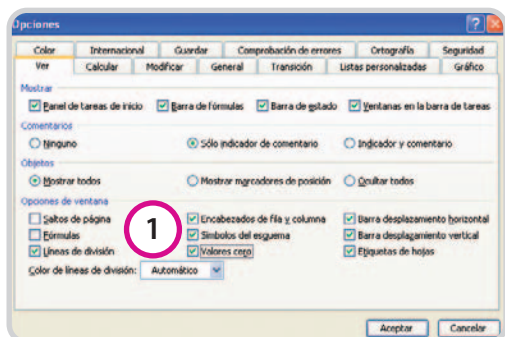 Opciones
Color Internacional Guardar Comprobación de errores Ortografía Seguridad
Ver Calcular Modificar General Transición Listas personalizadas Gráfico
Mostrar
Panel de tareas de inicio Barra de fórmulas Barra de estado Ventanas en la barra de tareas
Comentarios
Ninguno Sólo indicador de comentario Indicador y comentario
Objetos
Mostrar todos Mostrar marcadores de posición Ocultar todos
Opciones de ventana
Saltos de página Encabezados de fila y columna Barra desplazamiento horizontal
Fórmulas Símbolos del esquema Barra desplazamiento vertical
1
Líneas de división Valores cero Etiquetas de hojas
Color de líneas de división: Automático
Aceptar Cancelar